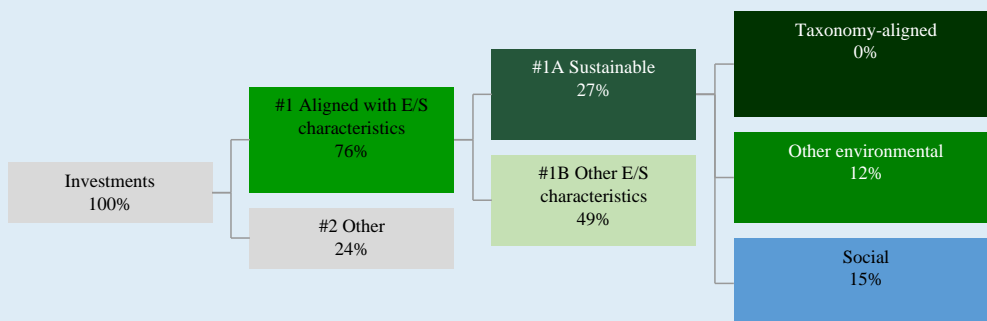 Investments
100%
#1 Aligned with E/S
characteristics
76%
#2 Other
24%
#1A Sustainable
27%
#1B Other E/S
characteristics
49%
Taxonomy-aligned
0%
Other environmental
12%
Social
15%